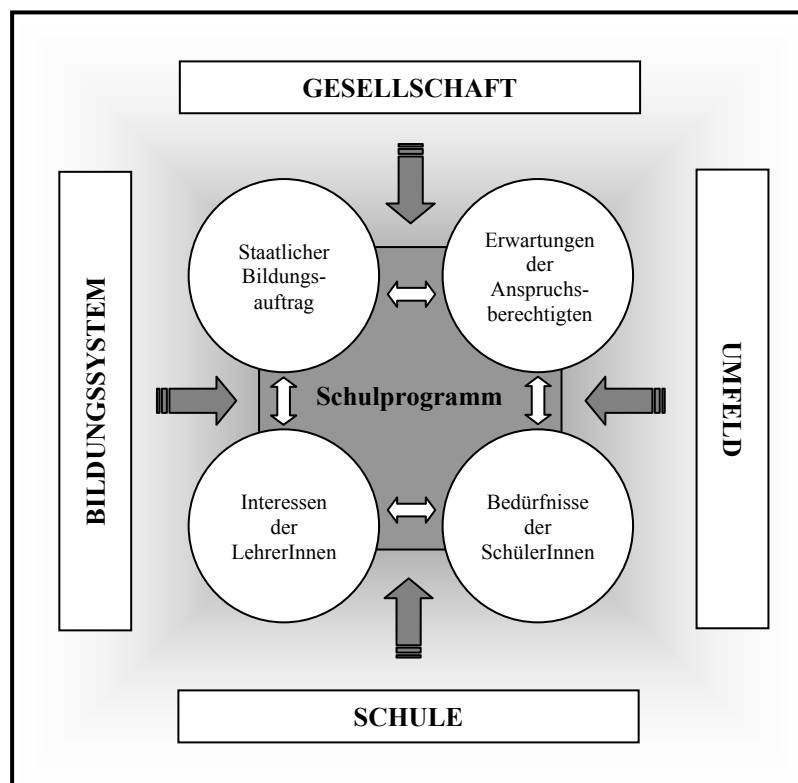 GESELLSCHAFT
BILDUNGSSYSTEM
Staatlicher
Bildungs-
auftrag
Erwartungen
der
Anspruchs-
berechtigten
UMFELD
Schulprogramm
Interessen
der
LehrerInnen
Bedürfnisse
der
SchülerInnen
SCHULE